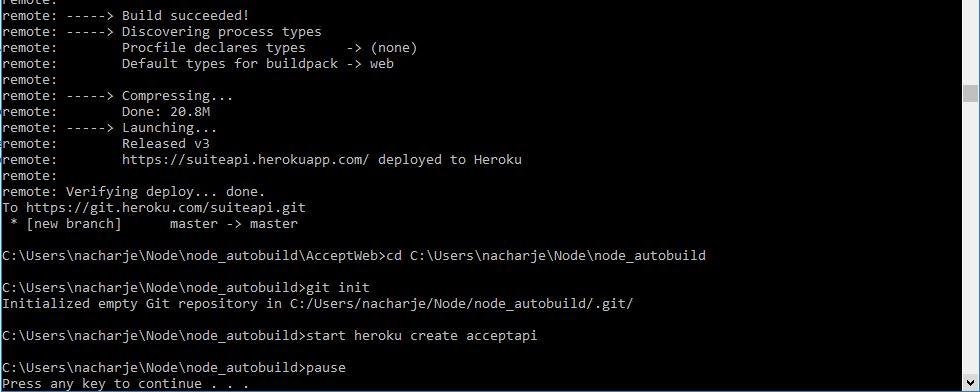 remote:
remote: -----> Build succeeded!
remote: -----> Discovering process types
remote:        Procfile declares types     -> (none)
remote:        Default types for buildpack -> web
remote:
remote: -----> Compressing...
remote:        Done: 20.8M
remote: -----> Launching...
remote:        Released v3
remote:        https://suiteapi.herokuapp.com/ deployed to Heroku
remote:
remote: Verifying deploy... done.
To https://git.heroku.com/suiteapi.git
 * [new branch]      master -> master
C:\Users\nacharje\Node\node_autobuild\AcceptWeb>cd C:\Users\nacharje\Node\node_autobuild
C:\Users\nacharje\Node\node_autobuild>git init
Initialized empty Git repository in C:/Users/nacharje/Node/node_autobuild/.git/
C:\Users\nacharje\Node\node_autobuild>start heroku create acceptapi
C:\Users\nacharje\Node\node_autobuild>pause
Press any key to continue . . .